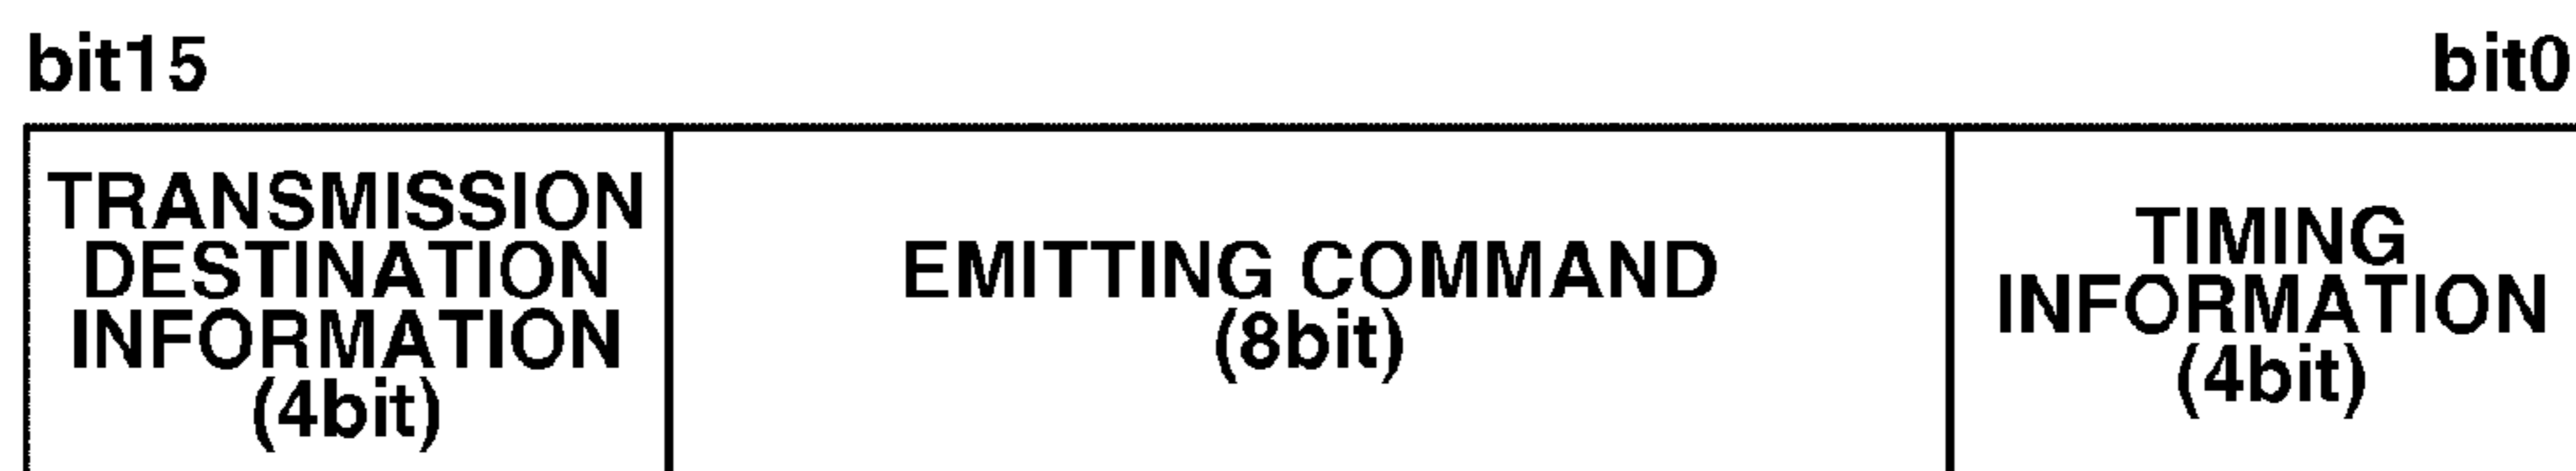 bit15 bit0
TRANSMISSION
DESTINATION
INFORMATION
(4bit)
EMITTING COMMAND
(8bit)
TIMING
INFORMATION
(4bit)